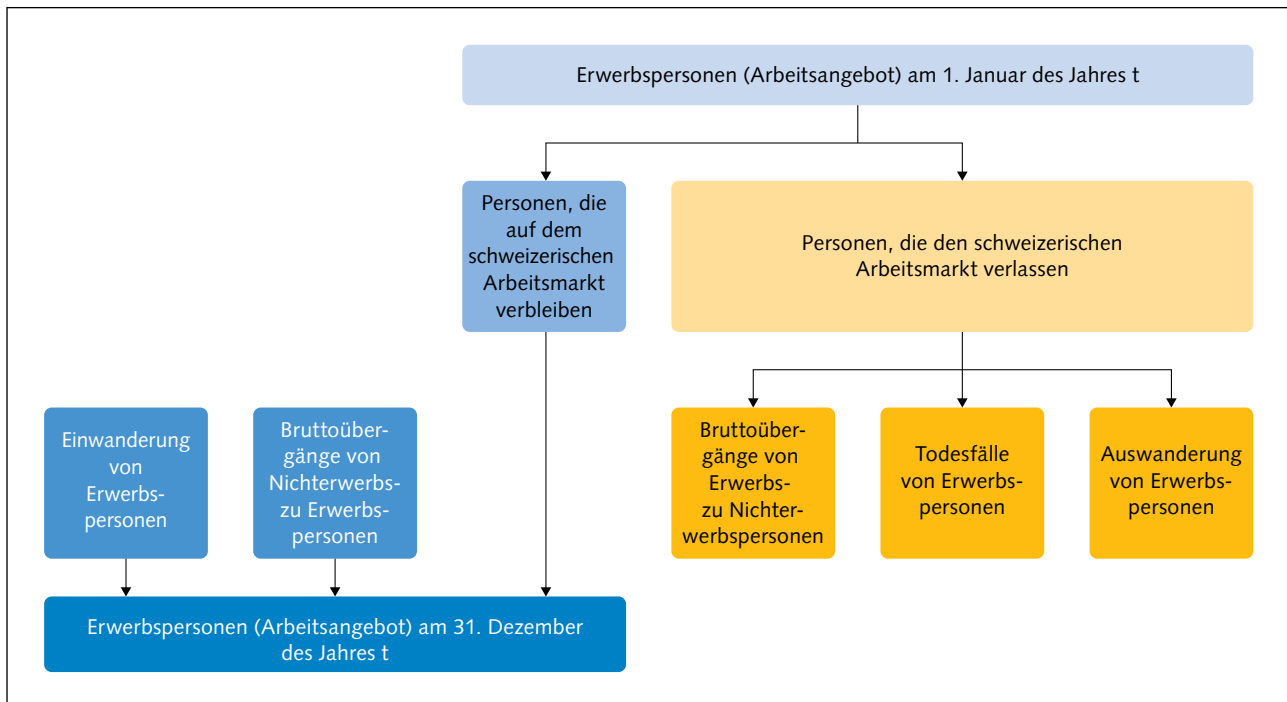 Erwerbspersonen (Arbeitsangebot) am 1. Januar des Jahres t
Personen, die
auf dem
schweizerischen
Arbeitsmarkt
verbleiben
Personen, die den schweizerischen
Arbeitsmarkt verlassen
Einwanderung
von
Erwerbs-
personen
Bruttoüber-
gänge von
Nichterwerbs-
zu Erwerbs-
personen
Bruttoüber-
gänge von
Erwerbs-
zu Nichter-
werbspersonen
Todesfälle
von Erwerbs-
personen
Auswanderung
von Erwerbs-
personen
Erwerbspersonen (Arbeitsangebot) am 31. Dezember
des Jahres t